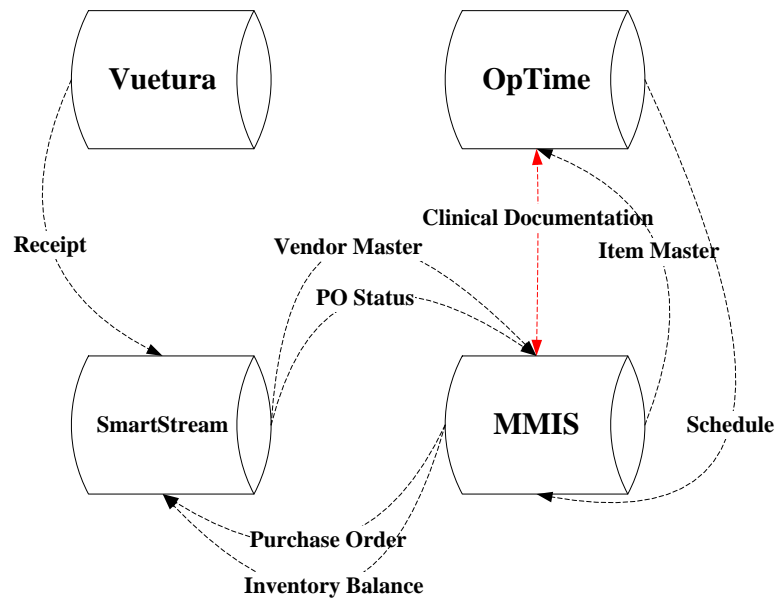 Vuetura
OpTime
Clinical Documentation
Receipt
Vendor Master
Item Master
PO Status
SmartStream
MMIS
Schedule
Purchase Order
Inventory Balance